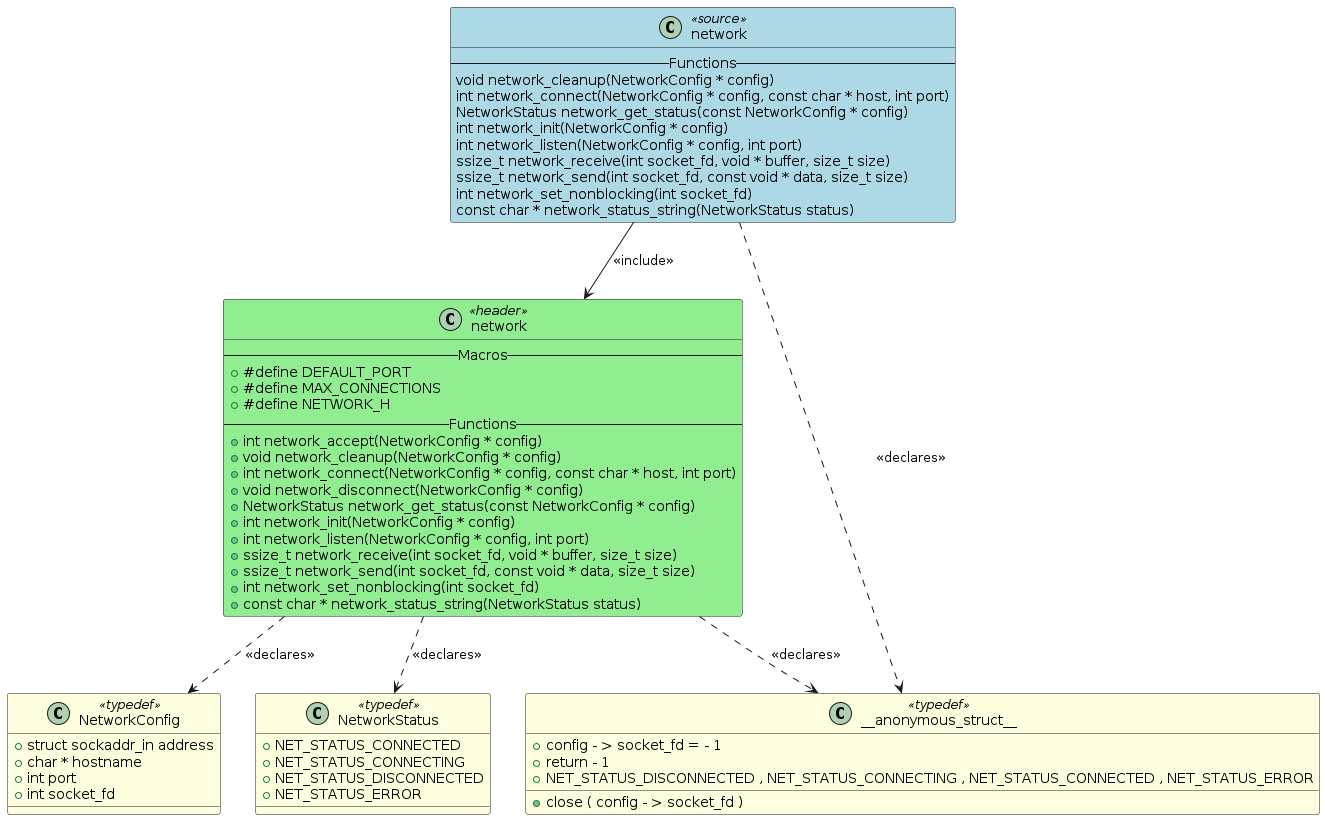 C
«source»
network
Functions
void network_cleanup(NetworkConfig * config)
int network_connect(NetworkConfig * config, const char * host, int port)
NetworkStatus network_get_status(const NetworkConfig * config)
int network_init(NetworkConfig * config)
int network_listen(NetworkConfig * config, int port)
ssize_t network_receive(int socket_fd, void * buffer, size_t size)
ssize_t network_send(int socket_fd, const void * data, size_t size)
int network_set_nonblocking(int socket_fd)
const char * network_status_string(NetworkStatus status)
«include»
C
«header»
network
Macros
#define DEFAULT_PORT
#define MAX_CONNECTIONS
#define NETWORK_H
Functions
int network_accept(NetworkConfig * config)
void network_cleanup(NetworkConfig * config)
int network_connect(NetworkConfig * config, const char * host, int port)
void network_disconnect(NetworkConfig * config)
NetworkStatus network_get_status(const NetworkConfig * config)
int network_init(NetworkConfig * config)
int network_listen(NetworkConfig * config, int port)
ssize_t network_receive(int socket_fd, void * buffer, size_t size)
ssize_t network_send(int socket_fd, const void * data, size_t size)
int network_set_nonblocking(int socket_fd)
const char * network_status_string(NetworkStatus status)
«declares»
«declares»
«declares»
«declares»
C
«typedef»
NetworkConfig
struct sockaddr_in address
char * hostname
int port
int socket_fd
C
«typedef»
NetworkStatus
NET_STATUS_CONNECTED
NET_STATUS_CONNECTING
NET_STATUS_DISCONNECTED
NET_STATUS_ERROR
C
«typedef»
__anonymous_struct__
config - > socket_fd = - 1
return - 1
NET_STATUS_DISCONNECTED , NET_STATUS_CONNECTING , NET_STATUS_CONNECTED , NET_STATUS_ERROR
close ( config - > socket_fd )